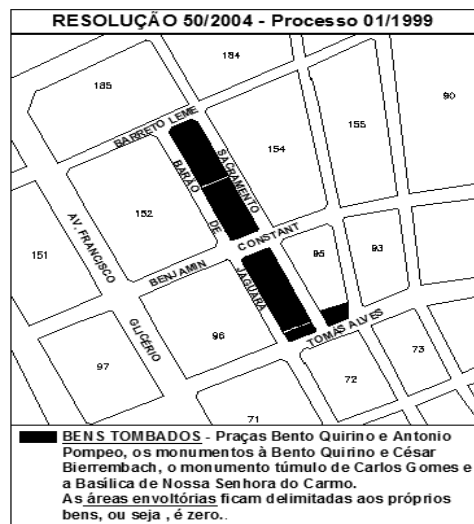 RESOLUÇÃO 50/2004 - Processo 01/1999
184
185
90
BARRETO LEME
155
154
BARÃO
SACRAMENTO
152
DE
AV. FRANCISCO
CONSTANT
93
95
151
BENJAMIN
JAGUARA
GLICÉRIO
TOMÁS ALVES
96
97
73
72
71
BENS TOMBADOS - Praças Bento Quirino e Antonio
Pompeo, os monumentos à Bento Quirino e César
Bierrembach, o monumento túmulo de Carlos Gomes e
a Basílica de Nossa Senhora do Carmo.
As áreas envoltórias ficam delimitadas aos próprios
bens, ou seja , é zero..